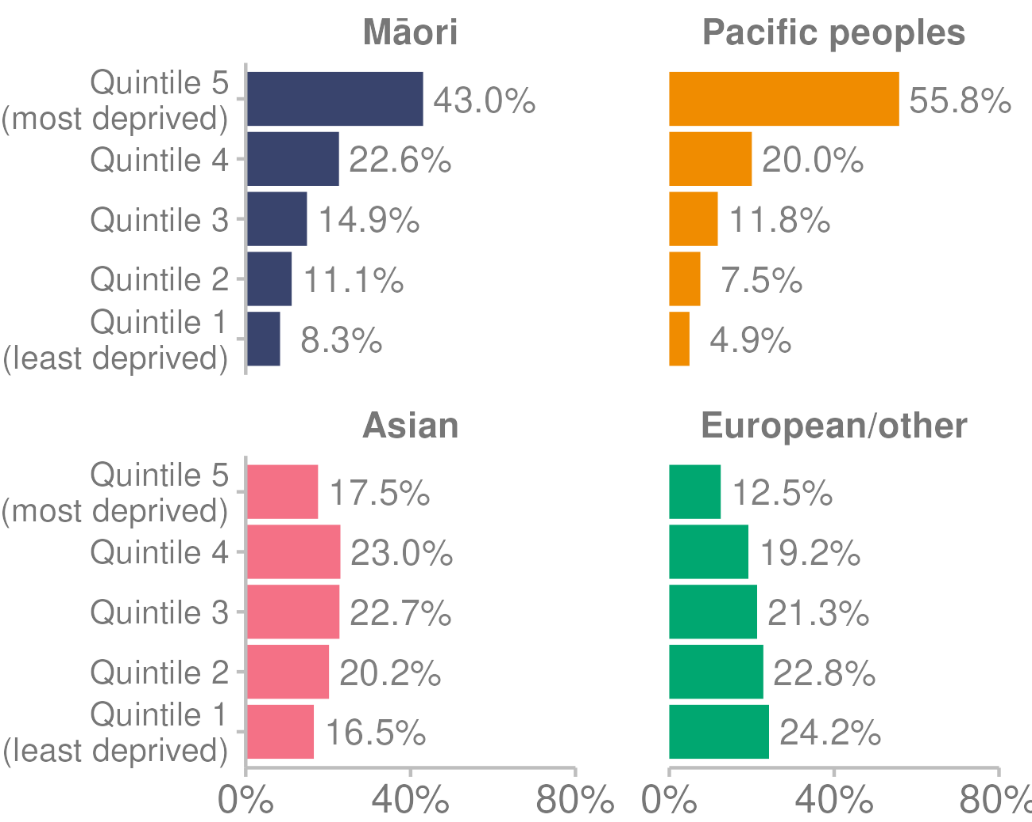 Māori
Pacific peoples
Quintile 5
(most deprived)
43.0%
55.8%
Quintile 4
22.6%
20.0%
Quintile 3
14.9%
11.8%
Quintile 2
11.1%
7.5%
Quintile 1
(least deprived)
8.3%
4.9%
Asian
European/other
Quintile 5
(most deprived)
17.5%
12.5%
Quintile 4
23.0%
19.2%
Quintile 3
22.7%
21.3%
Quintile 2
20.2%
22.8%
Quintile 1
(least deprived)
16.5%
24.2%
0% 40% 80% 0% 40% 80%